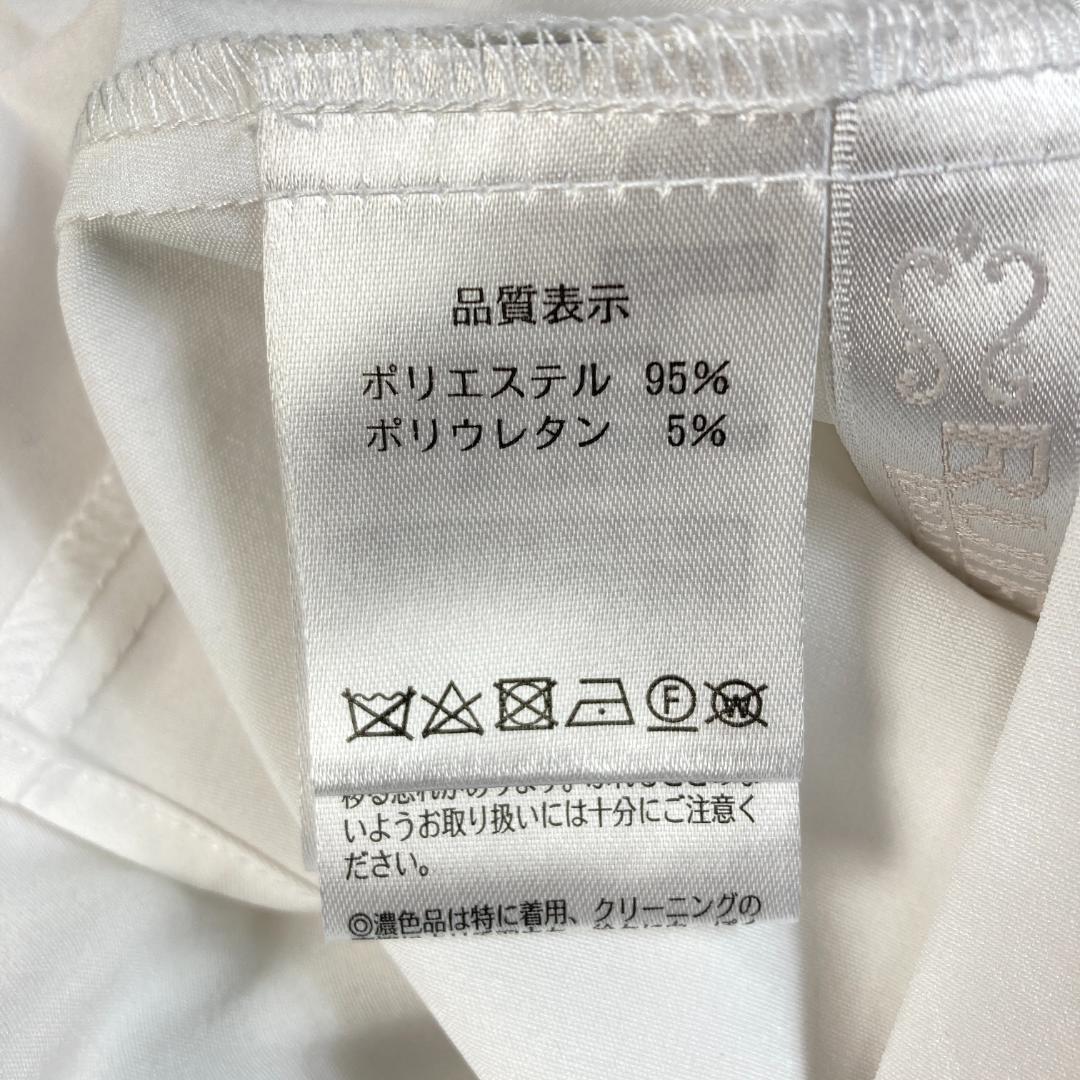 品質表示
ポリエステル 95%
ポリウレタン 5%
F
W
いようお取り扱いには十分にご注意く
ださい。
◎濃色品は特に着用、クリーニングの